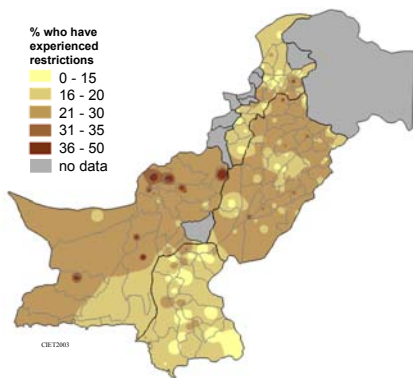 % who have
experienced
restrictions
0 - 15
16 - 20
21 - 30
31 - 35
36 - 50
no data
CIET2003